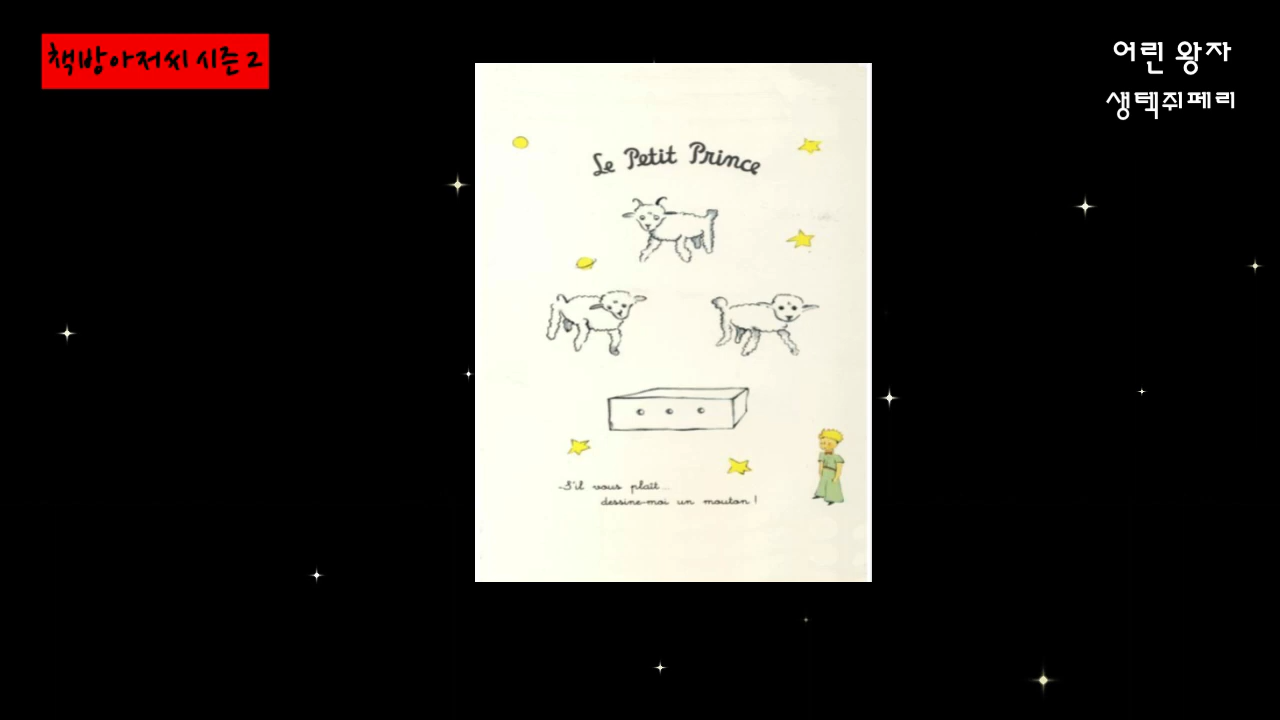 책방아저씨 시즌2
어린 왕자
생텍쥐페리
Le Petit Prince
-S'il vous plaît...
dessine-moi un mouton !